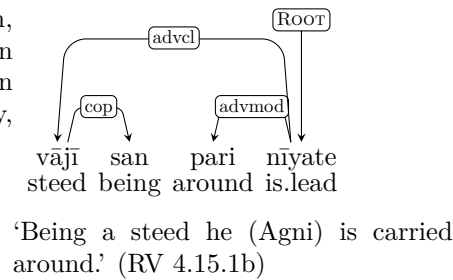 n,
n
n
y,
ROOT
advcl
cop
advmod
vājī san pari nīyate
steed being around is.lead
‘Being a steed he (Agni) is carried
around.’ (RV 4.15.1b)